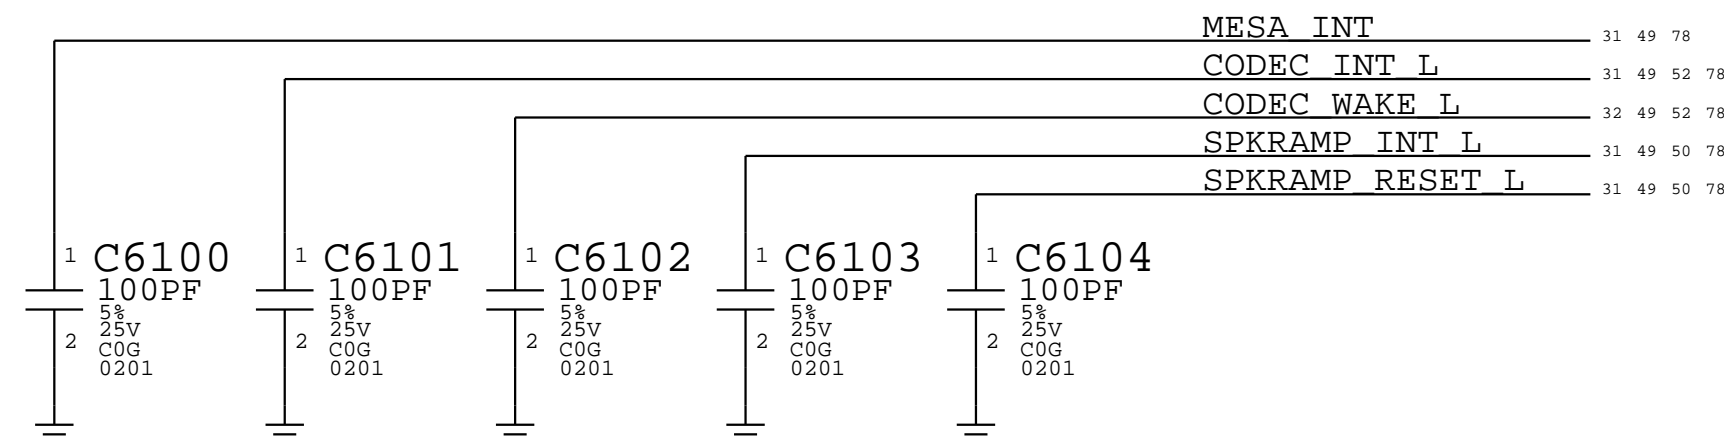 MESA_INT 31 49 78
CODEC_INT_L 31 49 52 78
CODEC_WAKE_L 32 49 52 78
SPKRAMP_INT_L 31 49 50 78
SPKRAMP_RESET_L 31 49 50 78
1 C6100 1 C6101 1 C6102 1 C6103 1 C6104
100PF 100PF 100PF 100PF 100PF
5% 5% 5% 5% 5%
25V 25V 25V 25V 25V
2 C0G 2 C0G 2 C0G 2 C0G 2 C0G
0201 0201 0201 0201 0201